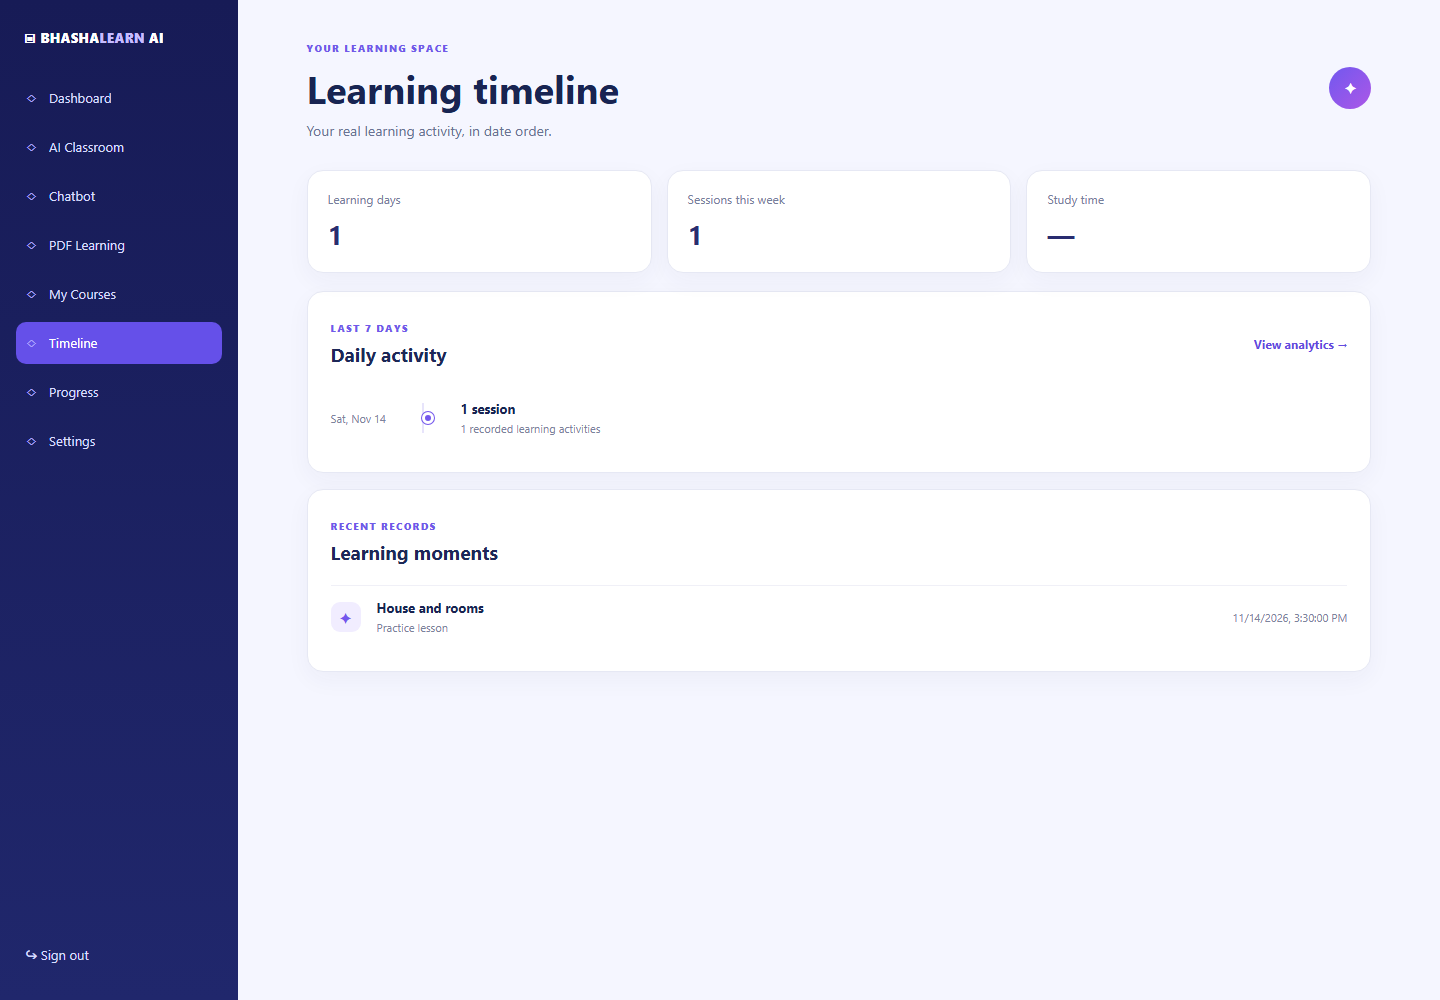 BHASHALEARN AI
Dashboard
AI Classroom
Chatbot
PDF Learning
My Courses
Timeline
Progress
Settings
Sign out
YOUR LEARNING SPACE
Learning timeline
Your real learning activity, in date order.
Learning days
1
Sessions this week
1
Study time
—
LAST 7 DAYS
Daily activity
View analytics →
Sat, Nov 14
1 session
1 recorded learning activities
RECENT RECORDS
Learning moments
House and rooms
Practice lesson
11/14/2026, 3:30:00 PM